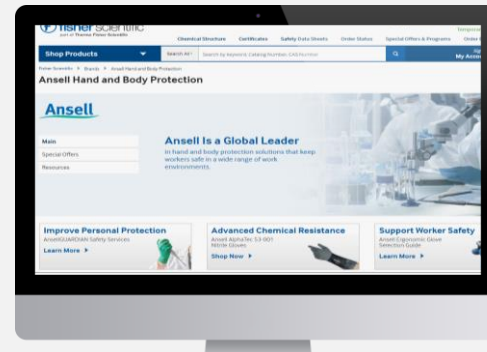 fisher scientific
part of Thermo Fisher Scientific
Chemical Structure Certificates Safety Data Sheets Order Status Special Offers & Programs
Shop Products Search All Search by keyword, Catalog Number, CAS Number
Fisher Scientific > Brands > Ansell Hand and Body Protection
Ansell Hand and Body Protection
Ansell
Main
Special Offers
Resources
Ansell Is a Global Leader
in hand and body protection solutions that keep
workers safe in a wide range of work
environments.
Improve Personal Protection
AnsellGUARDIAN Safety Services
Learn More
Advanced Chemical Resistance
Ansell AlphaTec 53-001
Nitrile Gloves
Shop Now
Support Worker Safety
Ansell Ergonomic Glove
Selection Guide
Learn More